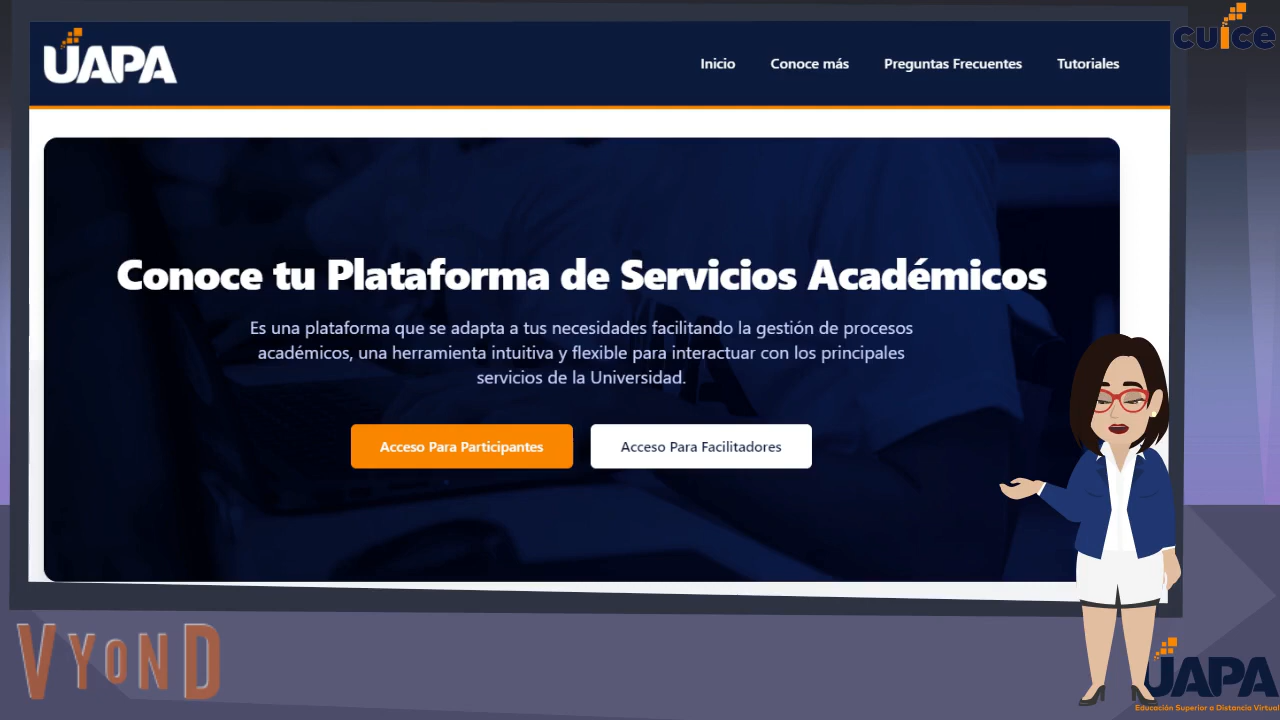 UAPA
Inicio Conoce más Preguntas Frecuentes Tutoriales
cuice
Conoce tu Plataforma de Servicios Académicos
Es una plataforma que se adapta a tus necesidades facilitando la gestión de procesos
académicos, una herramienta intuitiva y flexible para interactuar con los principales
servicios de la Universidad.
Acceso Para Participantes
Acceso Para Facilitadores
VYOND
UAPA
Educación Superior a Distancia Virtual